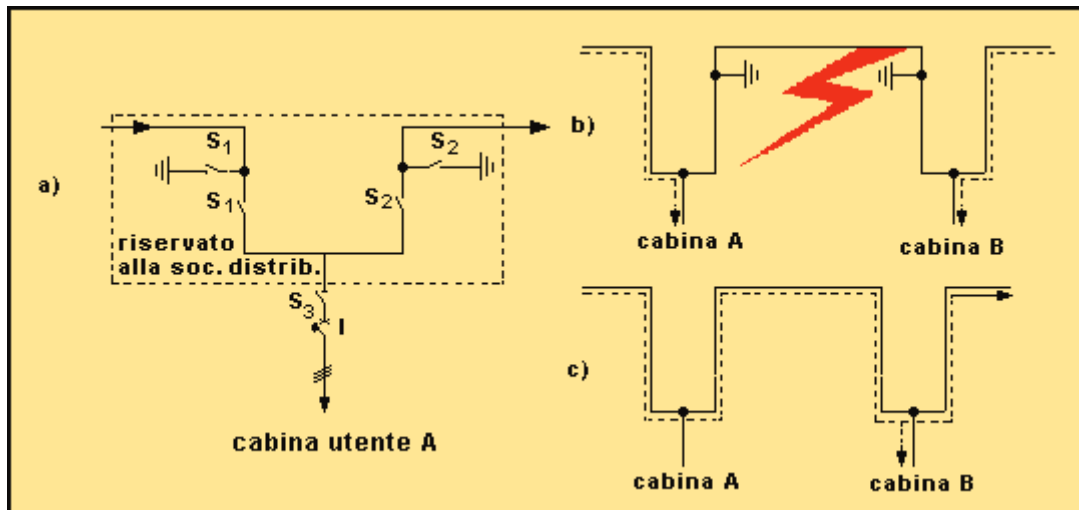 a)
S1
S1
S2
S2
riservato
alla soc. distrib.
S3
I
cabina utente A
b)
cabina A
cabina B
c)
cabina A
cabina B